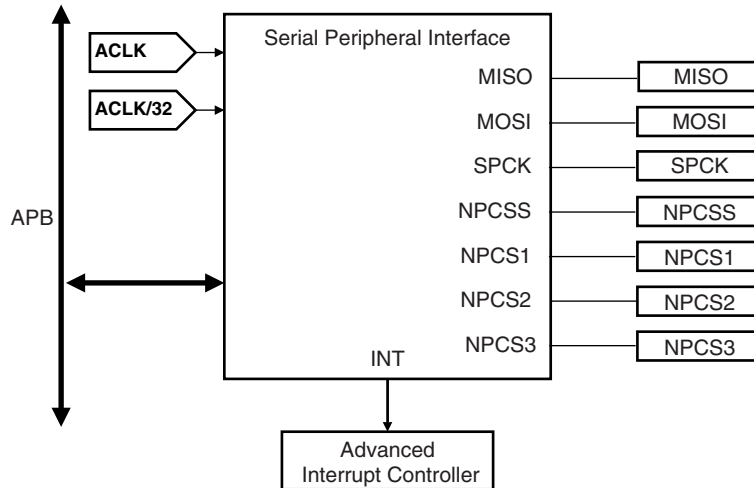 ACLK
Serial Peripheral Interface
MISO
MISO
ACLK/32
MOSI
MOSI
SPCK
SPCK
APB
NPCSS
NPCSS
NPCS1
NPCS1
NPCS2
NPCS2
NPCS3
NPCS3
INT
Advanced
Interrupt Controller